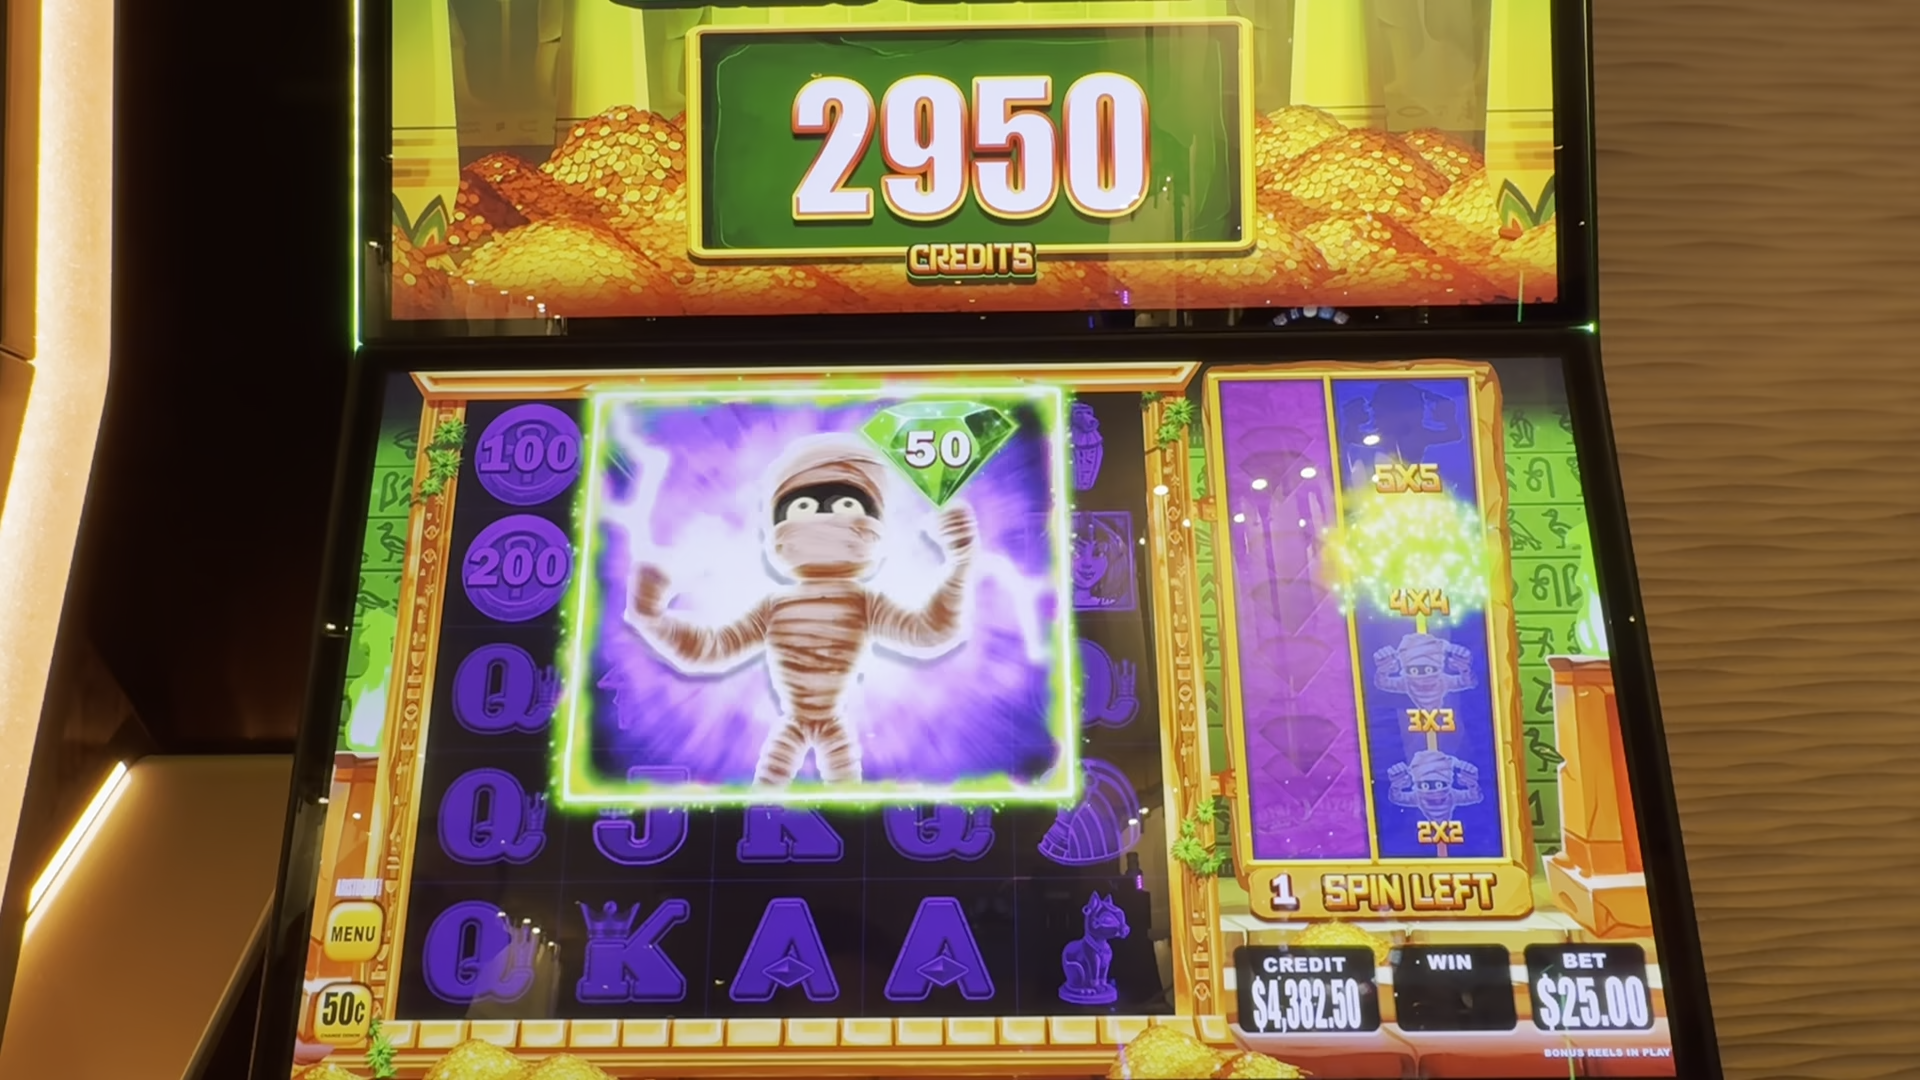 2950
CREDITS
100
50
200
5X5
4X4
3X3
2X2
Q
Q
Q
J
K
Q
Q
K
A
A
1 SPIN LEFT
MENU
50¢
CREDIT
$4,382.50
WIN
BET
$25.00
BONUS REELS IN PLAY